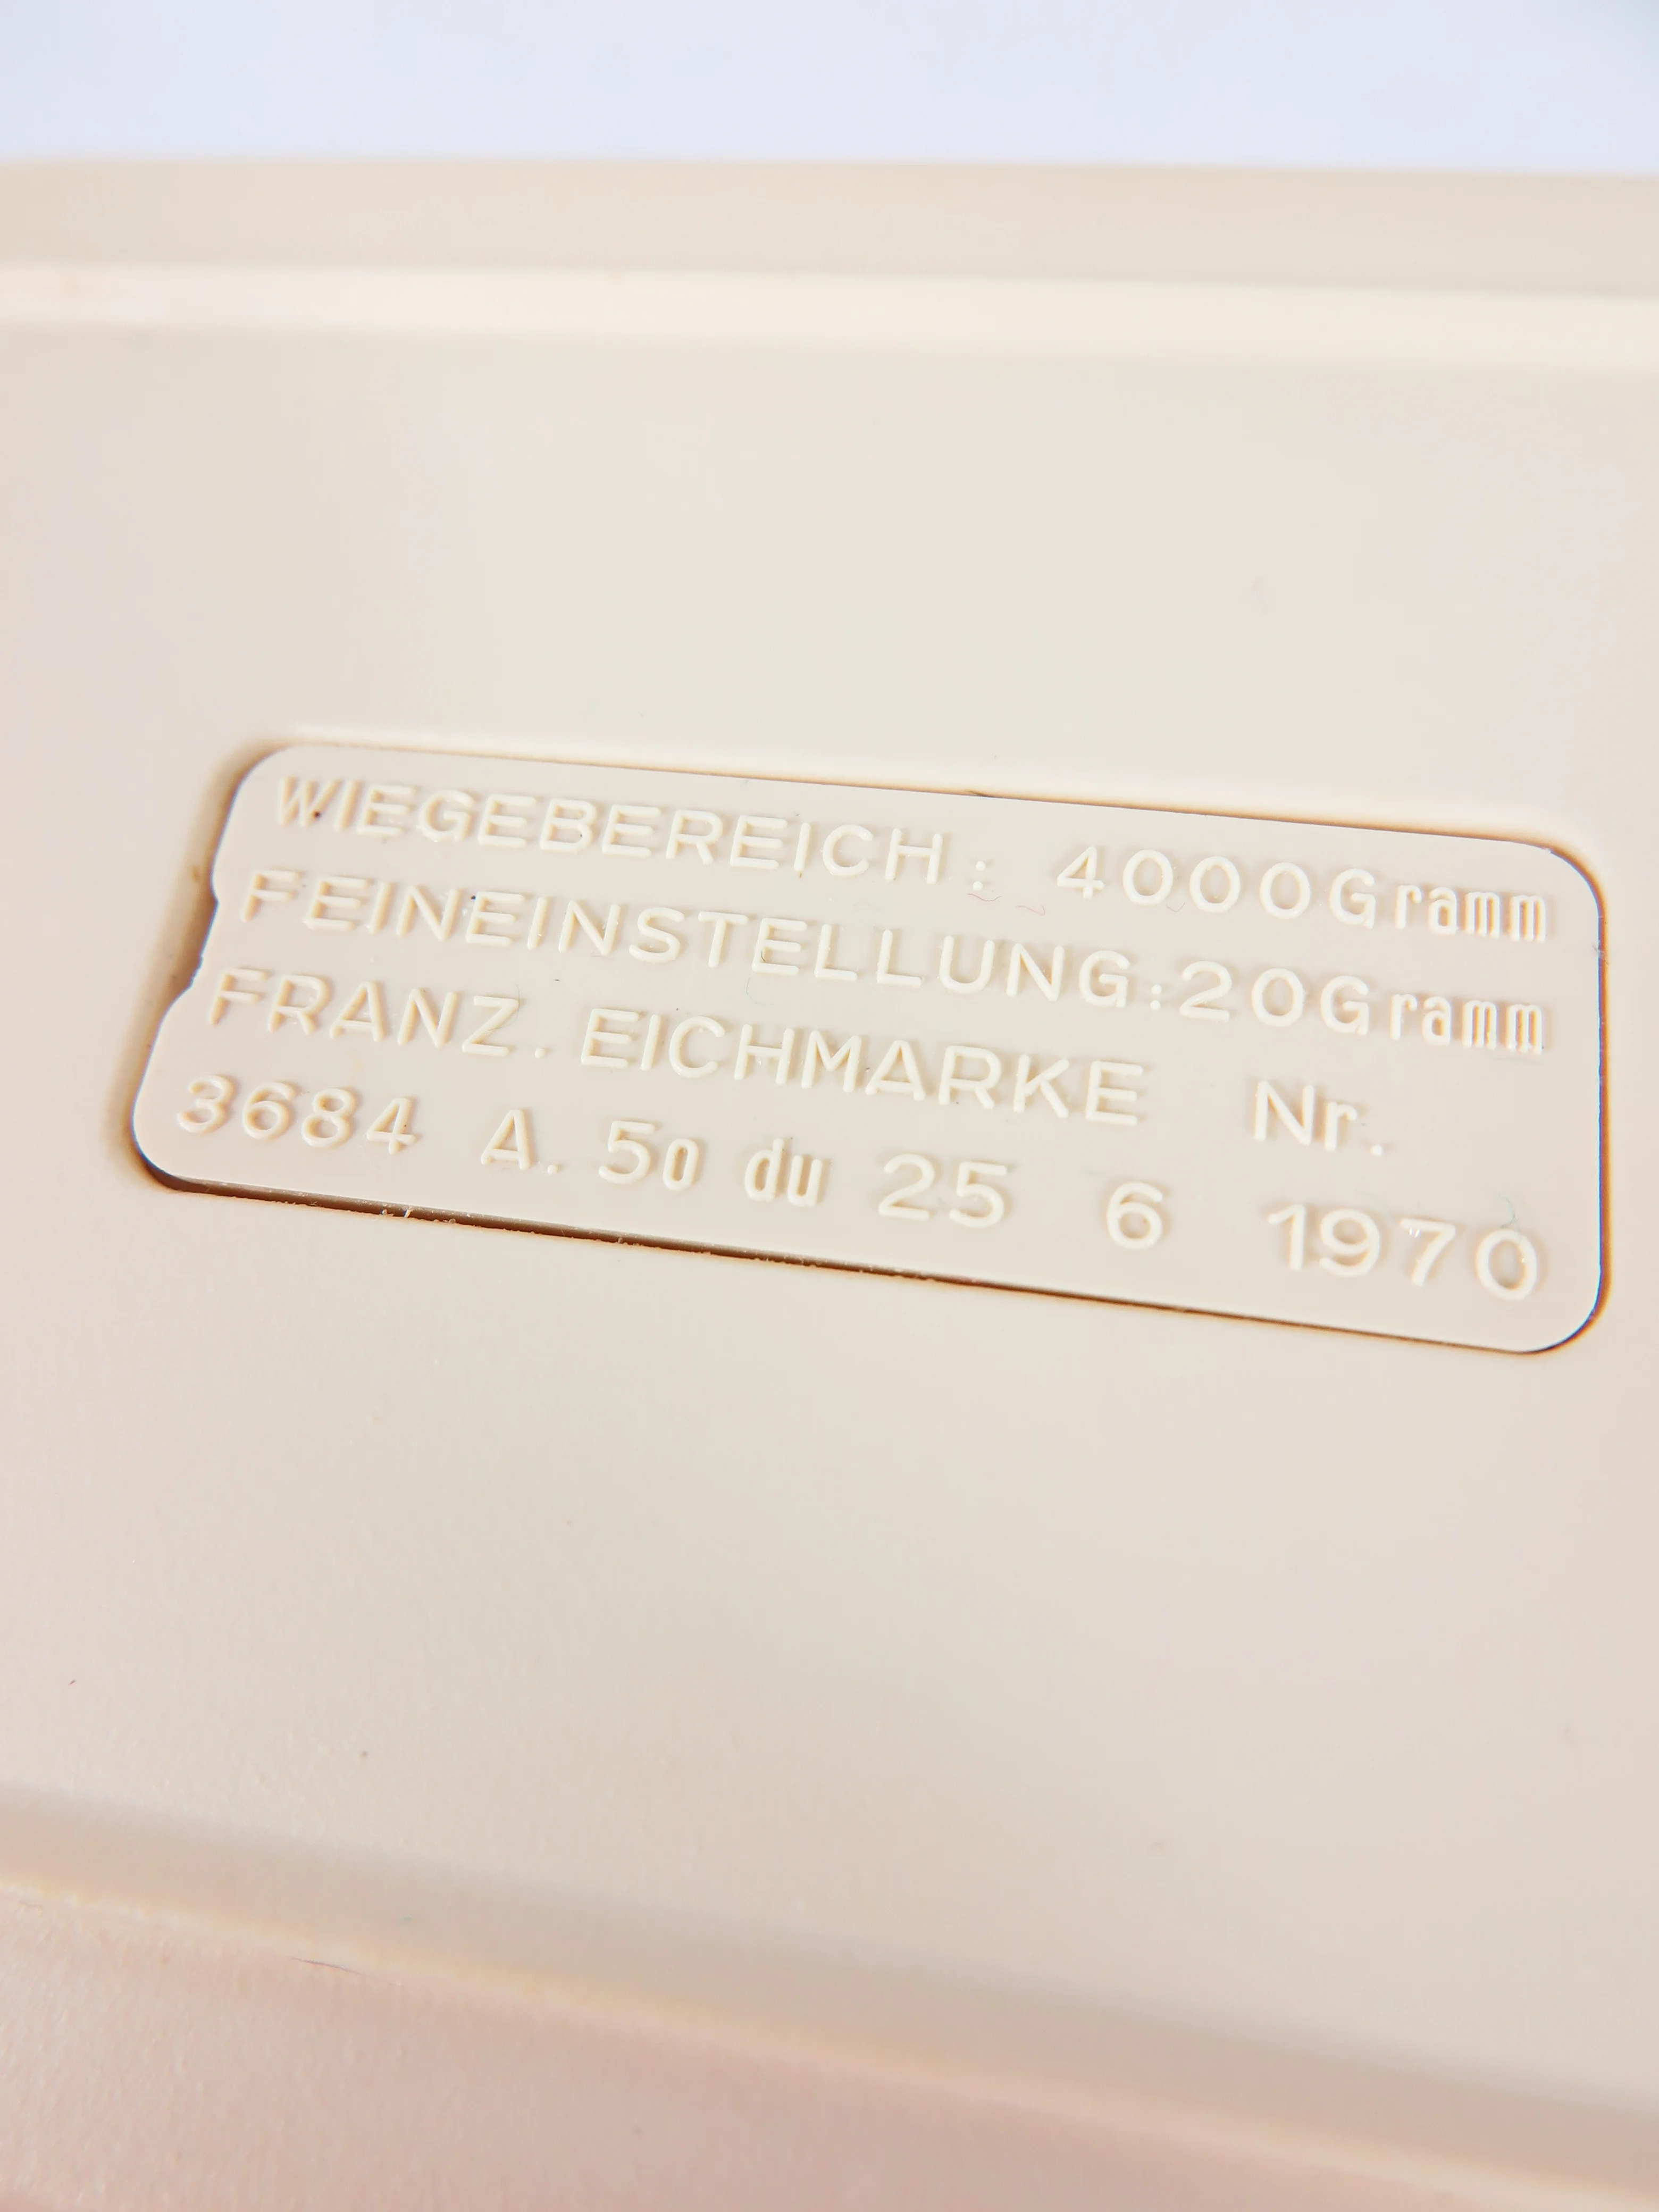 WIEGEBEREICH: 4000Gramm
FEINEINSTELLUNG:20Gramm
FRANZ. EICHMARKE Nr.
3684 A. 50 du 25 6 1970